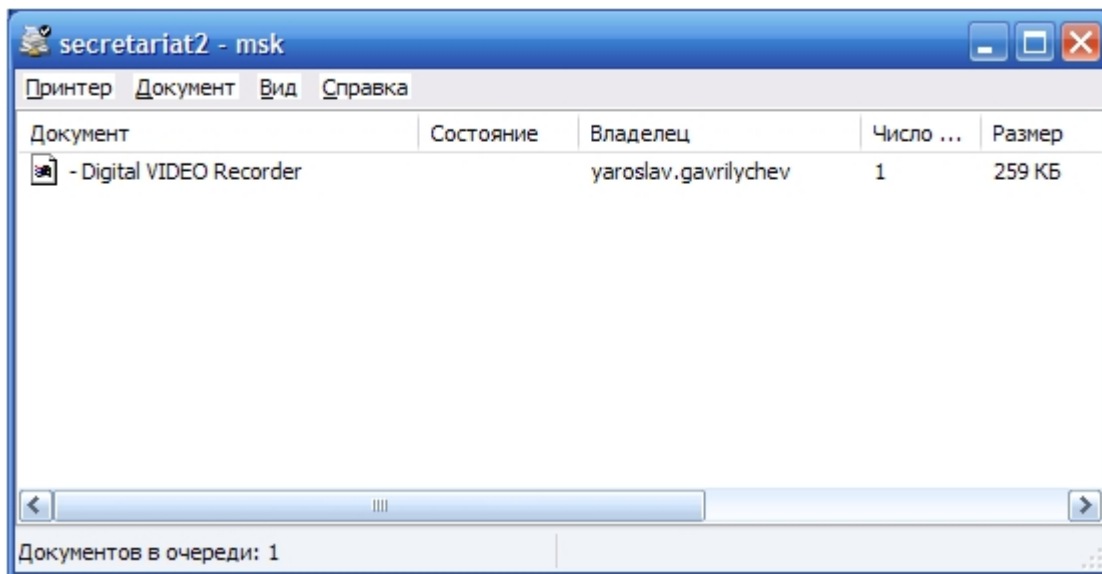 secretariat2 - msk
Принтер Документ Вид Справка
Документ Состояние Владелец Число ... Размер
- Digital VIDEO Recorder yaroslav.gavrilychev 1 259 КБ
Документов в очереди: 1